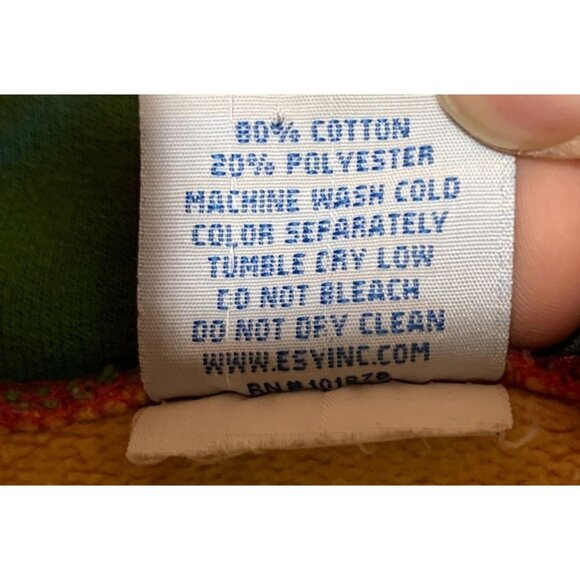 80% COTTON
20% POLYESTER
MACHINE WASH COLD
COLOR SEPARATELY
TUMBLE DRY LOW
DO NOT BLEACH
DO NOT DRY CLEAN
WWW.ESYINC.COM
RN#